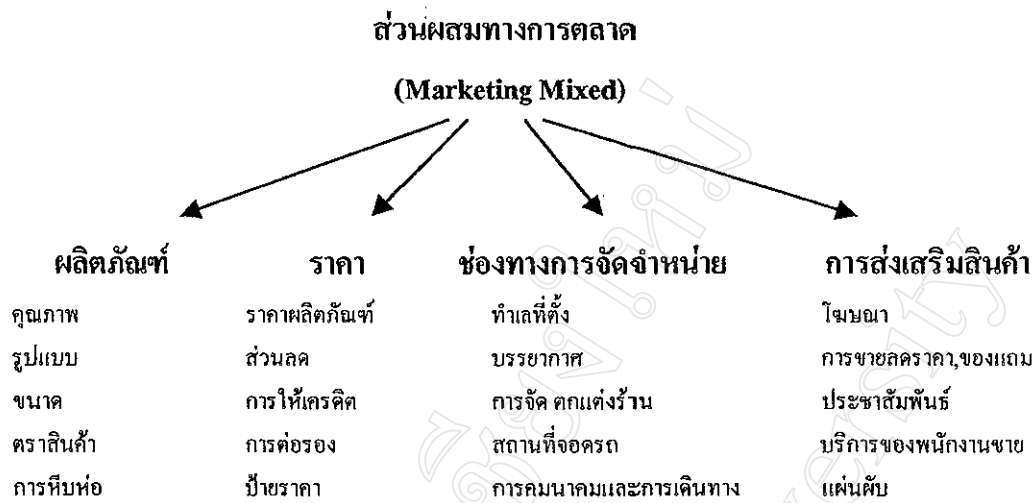 ส่วนผสมทางการตลาด
(Marketing Mixed)
ผลิตภัณฑ์ ราคา ช่องทางการจัดจำหน่าย การส่งเสริมสินค้า
คุณภาพ ราคาผลิตภัณฑ์ ทำเลที่ตั้ง โฆษณา
รูปแบบ ส่วนลด บรรยากาศ การขายลดราคา,ของแถม
ขนาด การให้เครดิต การจัด ตกแต่งร้าน ประชาสัมพันธ์
ตราสินค้า การต่อรอง สถานที่จอดรถ บริการของพนักงานขาย
การหีบห่อ ป้ายราคา การคมนาคมและการเดินทาง แผ่นผับ